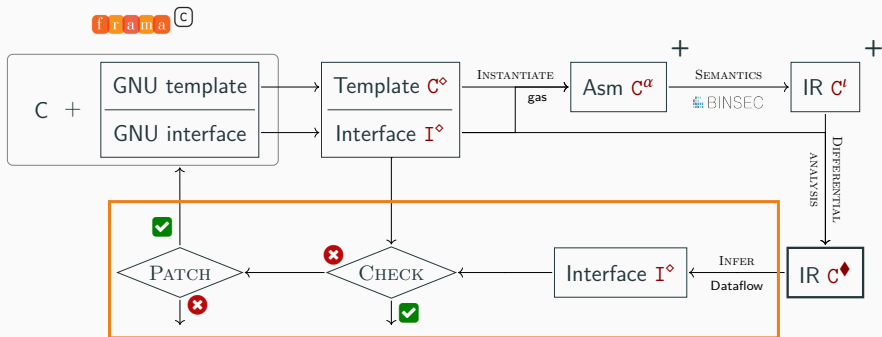 frama C
C + GNU template
GNU interface
Template C⋄
Interface I⋄
INSTANTIATE
gas
Asm Cα
+
SEMANTICS
BINSEC
IR Cι
+
DIFFERENTIAL
ANALYSIS
PATCH
CHECK
Interface I⋄
INFER
Dataflow
IR C♦